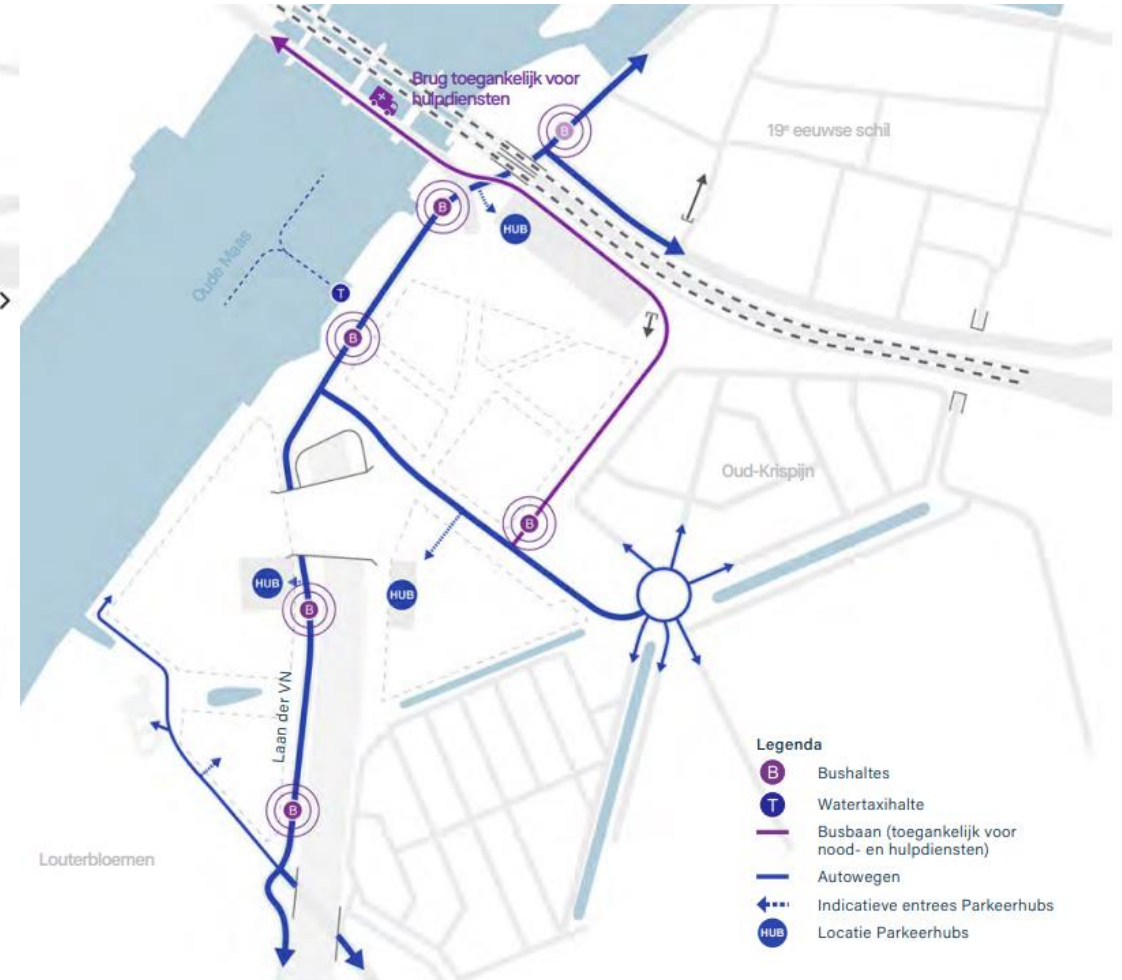 Brug toegankelijk voor
hulpdiensten
B
19e eeuwse schil
B
HUB
Oude Maas
T
B
Oud-Krispijn
B
HUB
HUB
B
Laan der VN
B
Louterbloemen
Legenda
B Bushaltes
T Watertaxihalte
Busbaan (toegankelijk voor
nood- en hulpdiensten)
Autowegen
Indicatieve entrees Parkeerhubs
HUB Locatie Parkeerhubs